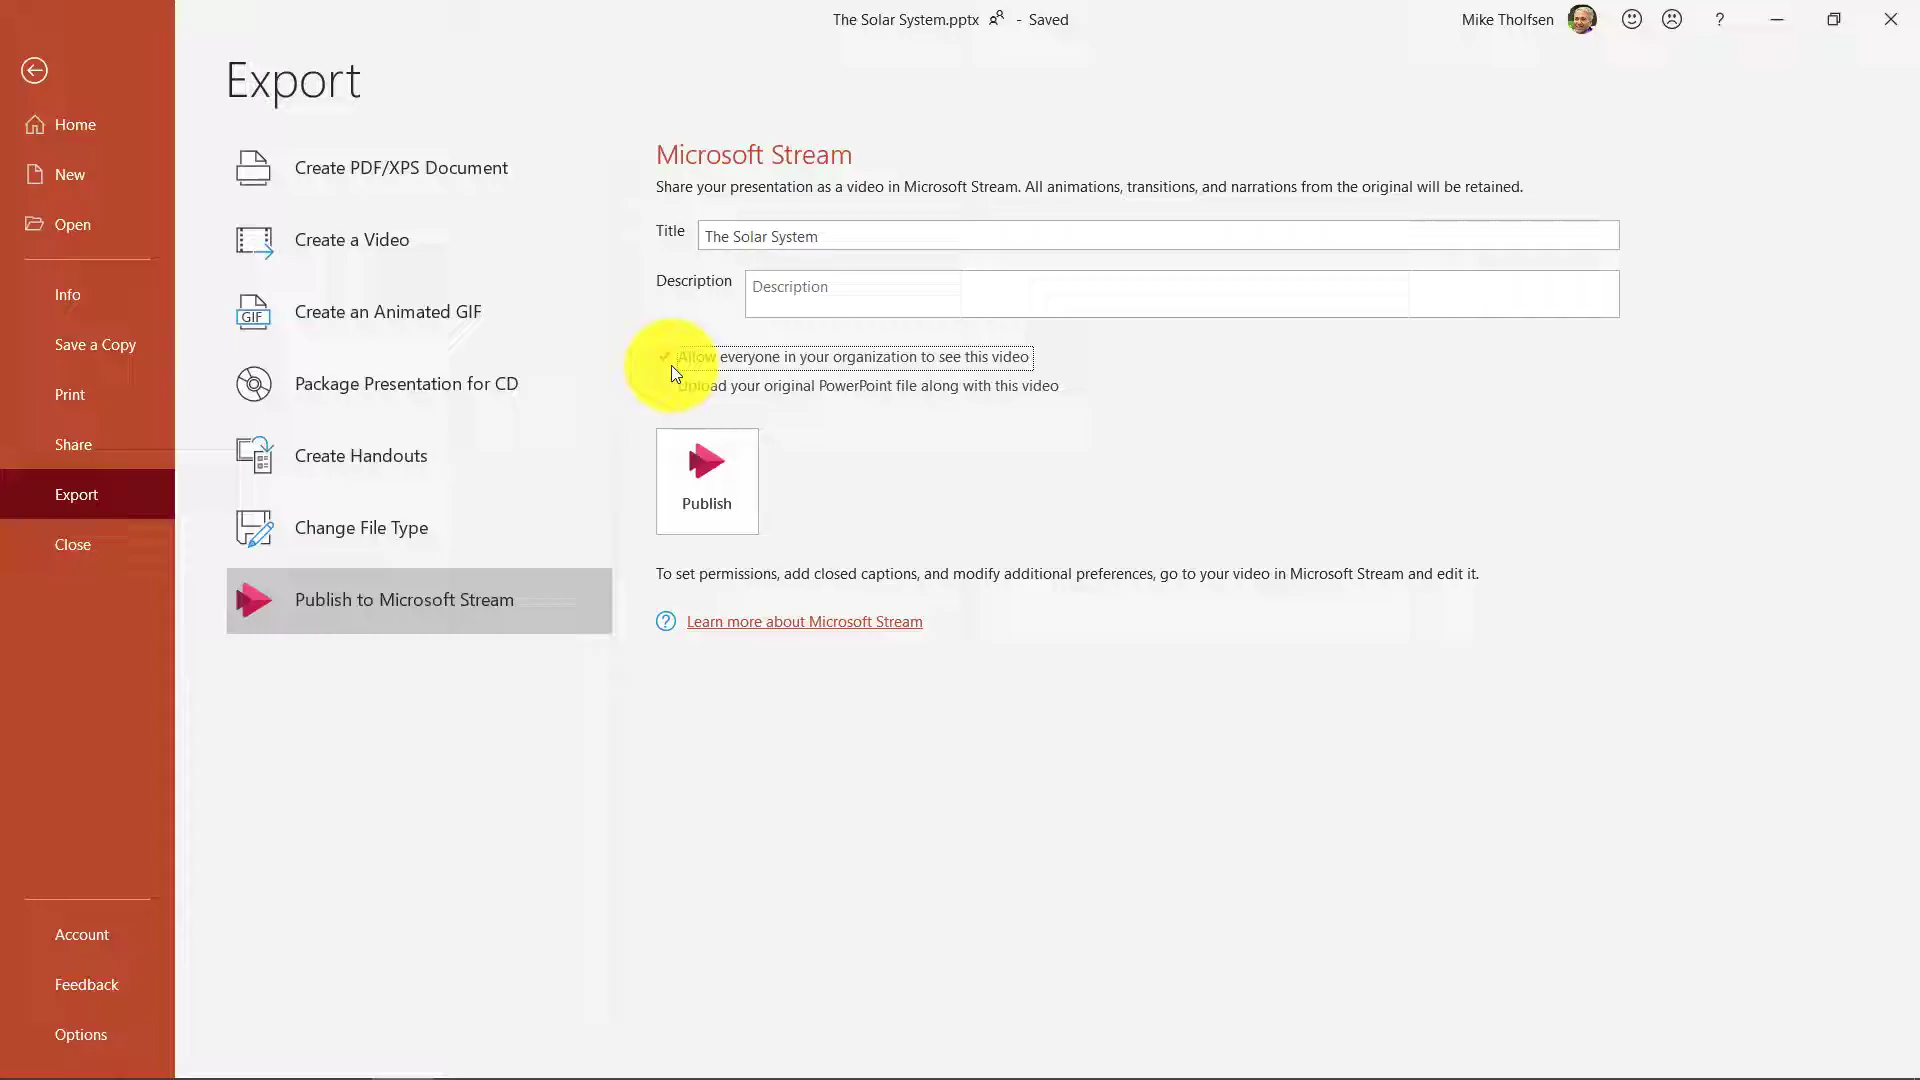 The Solar System.pptx - Saved
Mike Tholfsen
?
Export
Home
New
Open
Info
Save a Copy
Print
Share
Export
Close
Account
Feedback
Options
Create PDF/XPS Document
Create a Video
GIF
Create an Animated GIF
Package Presentation for CD
Create Handouts
Change File Type
Publish to Microsoft Stream
Microsoft Stream
Share your presentation as a video in Microsoft Stream. All animations, transitions, and narrations from the original will be retained.
Title
The Solar System
Description
Description
Allow everyone in your organization to see this video
Upload your original PowerPoint file along with this video
Publish
To set permissions, add closed captions, and modify additional preferences, go to your video in Microsoft Stream and edit it.
? Learn more about Microsoft Stream